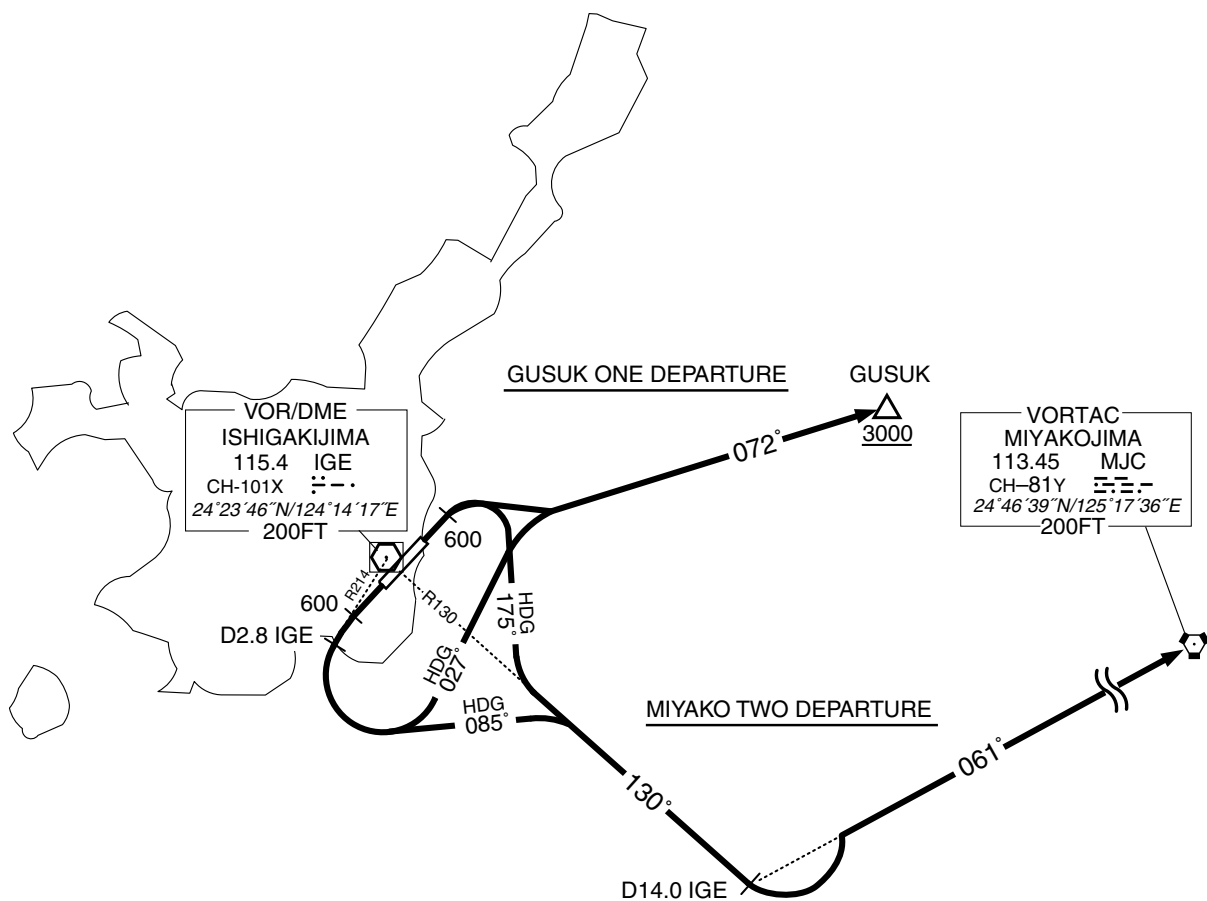 GUSUK ONE DEPARTURE
GUSUK
3000
072°
VOR/DME
ISHIGAKIJIMA
115.4 IGE
CH-101X
24°23´46˝N/124°14´17˝E
200FT
VORTAC
MIYAKOJIMA
113.45 MJC
CH–81Y
24°46´39˝N/125°17´36˝E
200FT
600
R214
R130
600
D2.8 IGE
HDG
175°
HDG
027°
HDG
085°
MIYAKO TWO DEPARTURE
130°
061°
D14.0 IGE